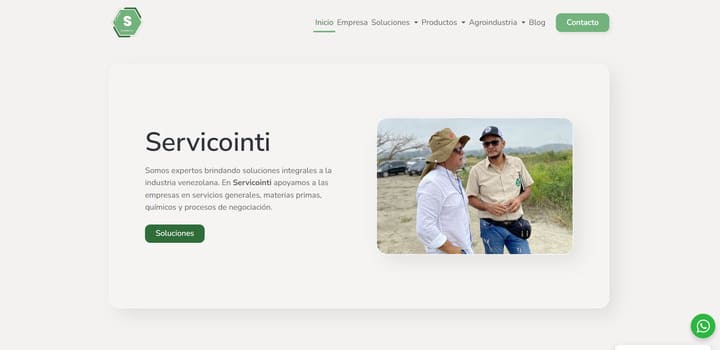 S
Inicio Empresa Soluciones Productos Agroindustria Blog Contacto
Servicointi
Somos expertos brindando soluciones integrales a la
industria venezolana. En Servicointi apoyamos a las
empresas en servicios generales, materias primas,
químicos y procesos de negociación.
Soluciones